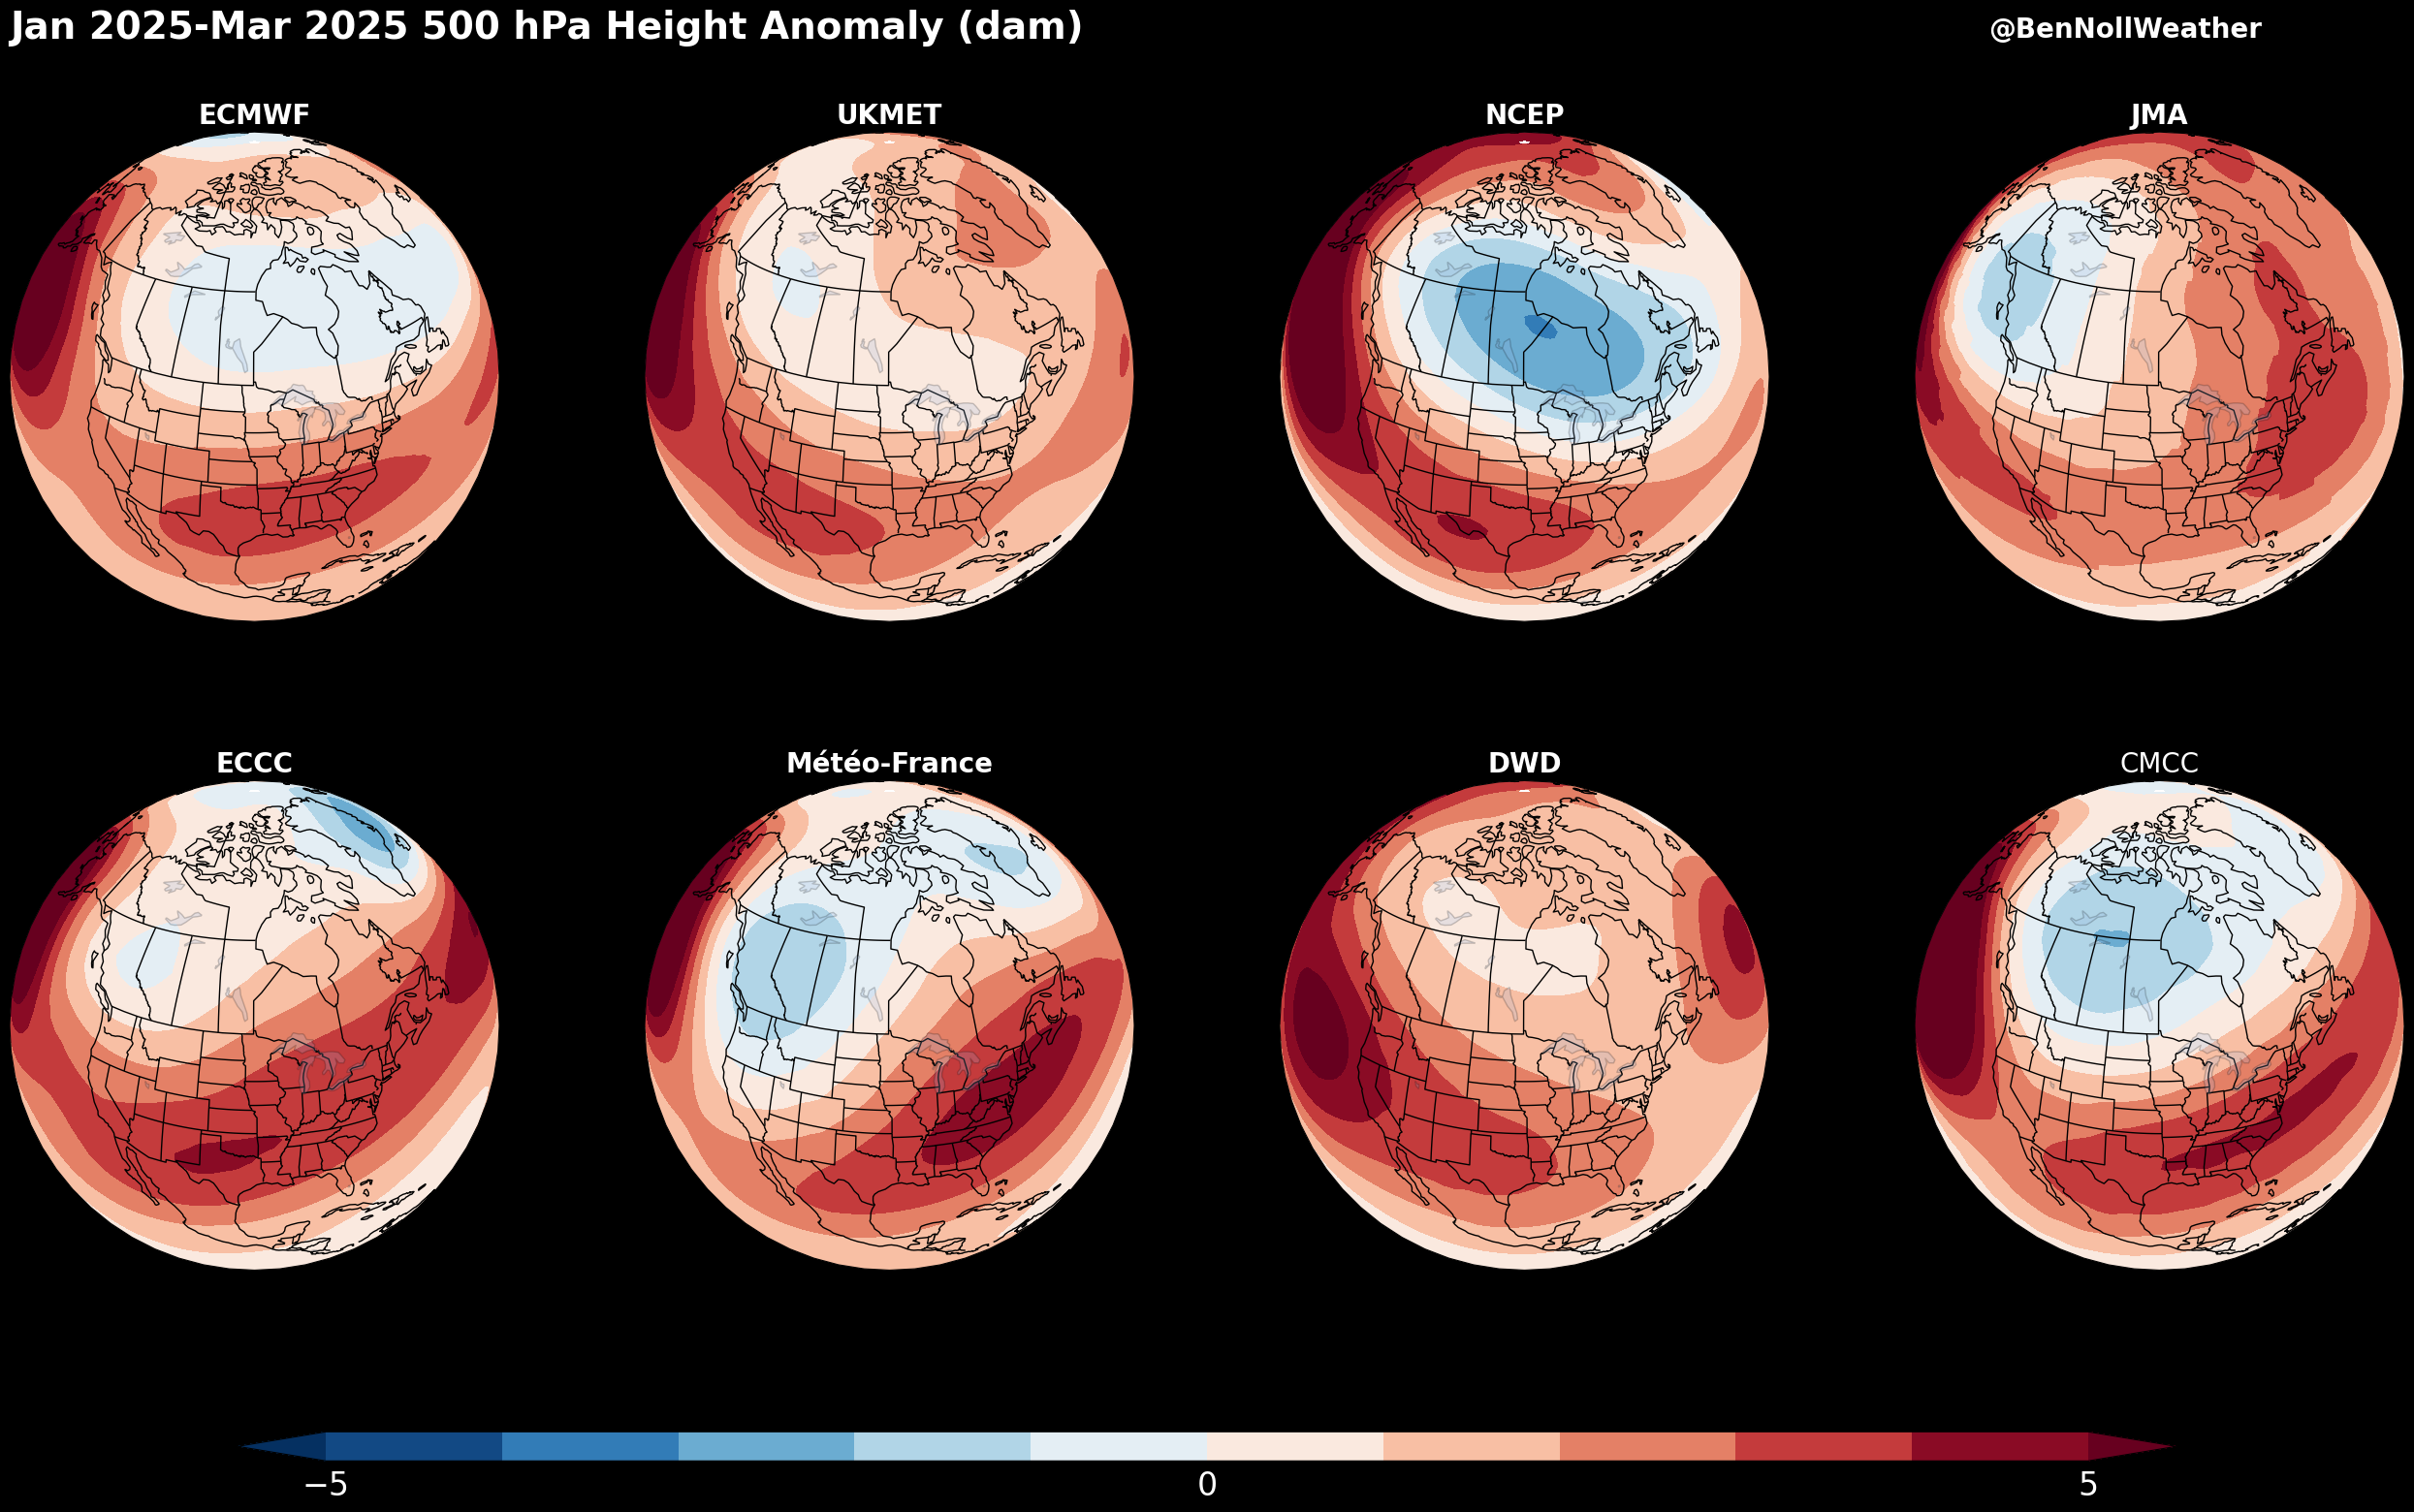 Jan 2025-Mar 2025 500 hPa Height Anomaly (dam)
@BenNollWeather
ECMWF
UKMET
NCEP
JMA
ECCC
Météo-France
DWD
CMCC
−5
0
5